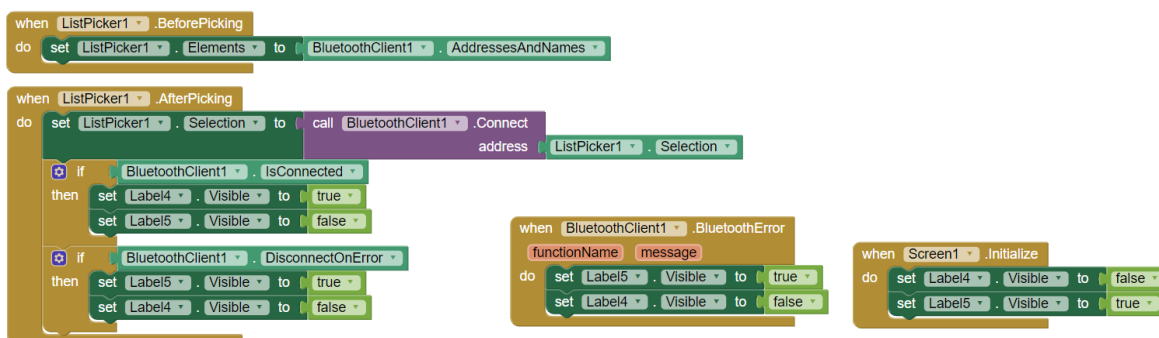 when ListPicker1 .BeforePicking
do set ListPicker1 . Elements to BluetoothClient1 . AddressesAndNames
when ListPicker1 .AfterPicking
do set ListPicker1 . Selection to call BluetoothClient1 .Connect
address ListPicker1 . Selection
if BluetoothClient1 . IsConnected
then set Label4 . Visible to true
set Label5 . Visible to false
if BluetoothClient1 . DisconnectOnError
then set Label5 . Visible to true
set Label4 . Visible to false
when BluetoothClient1 .BluetoothError
functionName message
do set Label5 . Visible to true
set Label4 . Visible to false
when Screen1 .Initialize
do set Label4 . Visible to false
set Label5 . Visible to true